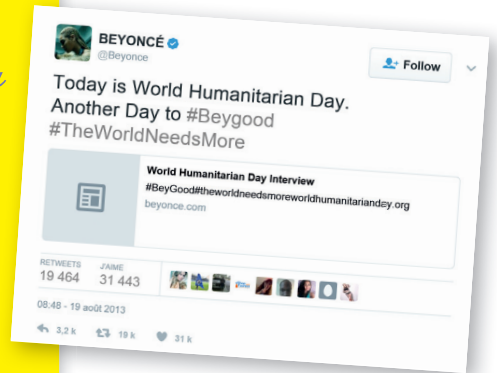 BEYONCÉ
@Beyonce
Follow
Today is World Humanitarian Day.
Another Day to #Beygood
#TheWorldNeedsMore
World Humanitarian Day Interview
#BeyGood#theworldneedsmoreworldhumanitarianday.org
beyonce.com
RETWEETS
19 464
J'AIME
31 443
08:48 - 19 août 2013
3,2 k
19 k
31 k